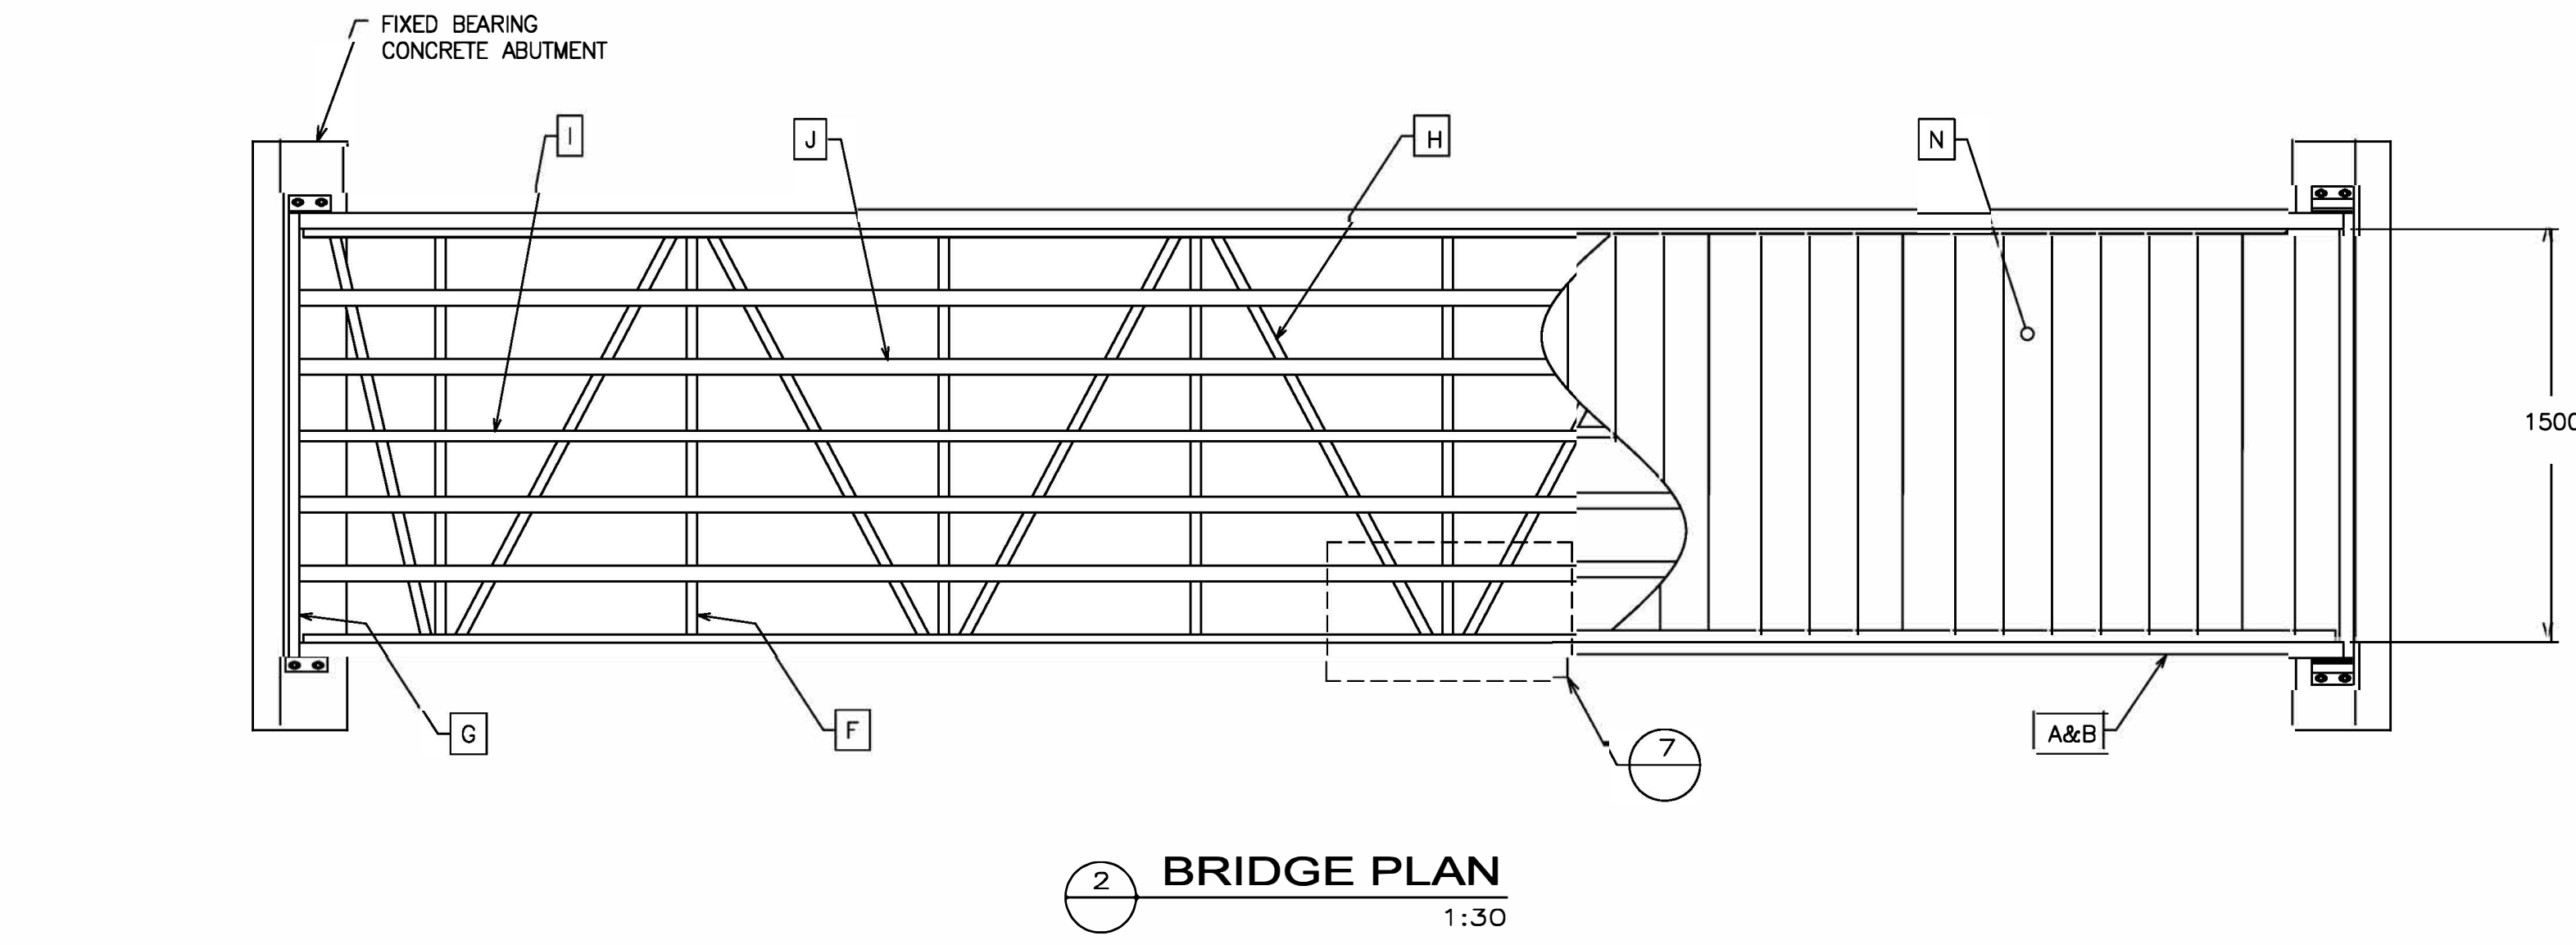 FIXED BEARING
CONCRETE ABUTMENT
I
J
H
N
1500
G
F
7
A&B
2
BRIDGE PLAN
1:30